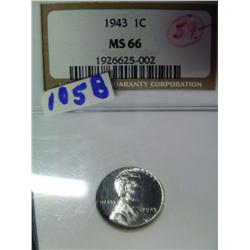 1943 1C
MS 66
1926625-002
GUARANTY CORPORATION
1058